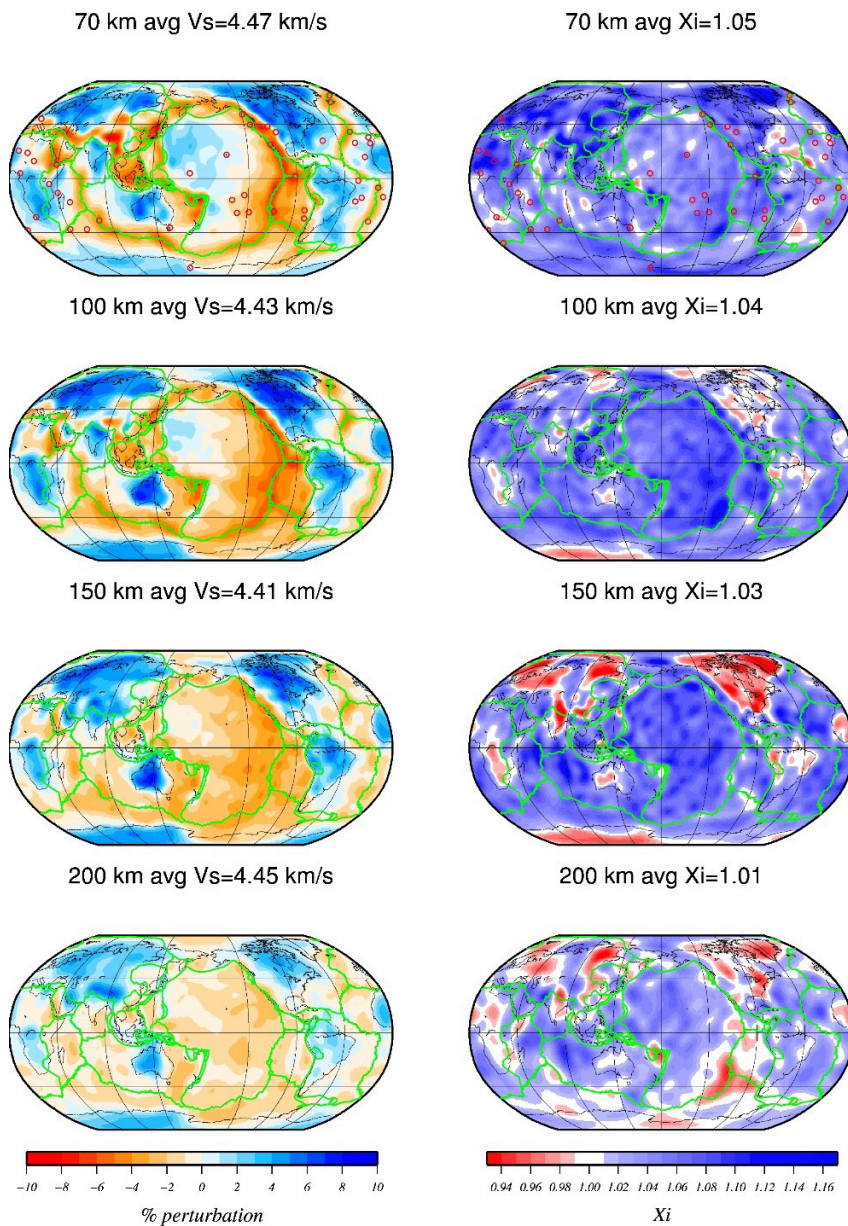 70 km avg Vs=4.47 km/s
70 km avg Xi=1.05
100 km avg Vs=4.43 km/s
100 km avg Xi=1.04
150 km avg Vs=4.41 km/s
150 km avg Xi=1.03
200 km avg Vs=4.45 km/s
200 km avg Xi=1.01
−10 −8 −6 −4 −2 0 2 4 6 8 10
0.94 0.96 0.98 1.00 1.02 1.04 1.06 1.08 1.10 1.12 1.14 1.16
% perturbation
Xi